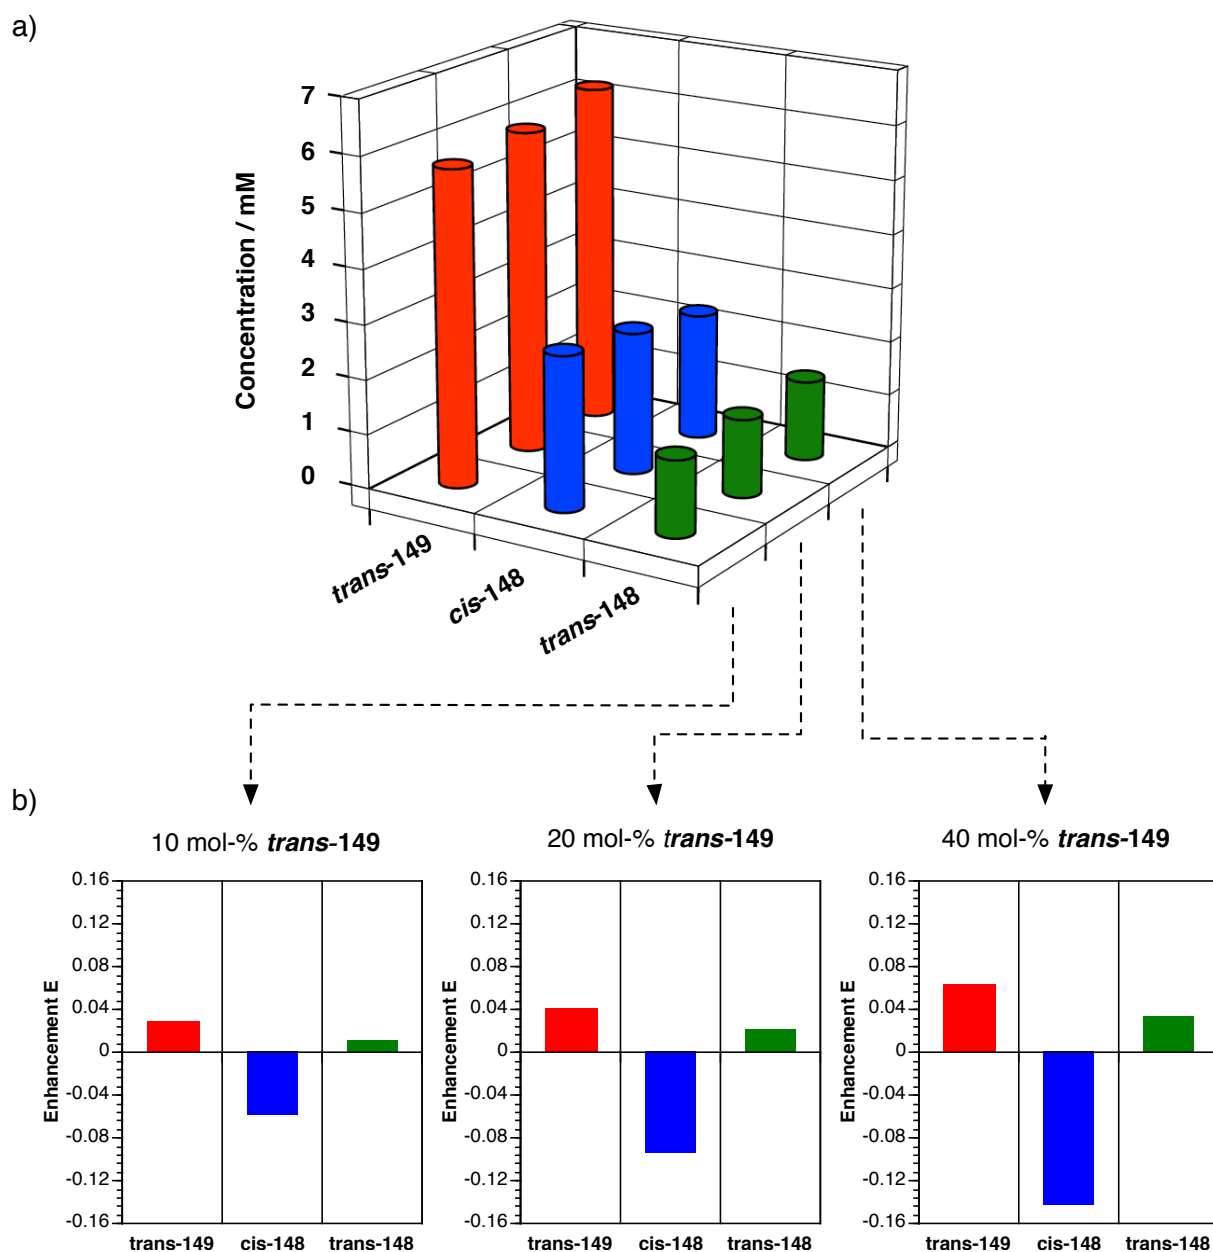 a)
7
6
5
4
3
2
1
0
Concentration / mM
trans-149
cis-148
trans-148
b)
10 mol-% trans-149
20 mol-% trans-149
40 mol-% trans-149
0.16
0.12
0.08
0.04
0
-0.04
-0.08
-0.12
-0.16
Enhancement E
trans-149 cis-148 trans-148
0.16
0.12
0.08
0.04
0
-0.04
-0.08
-0.12
-0.16
Enhancement E
trans-149 cis-148 trans-148
0.16
0.12
0.08
0.04
0
-0.04
-0.08
-0.12
-0.16
Enhancement E
trans-149 cis-148 trans-148